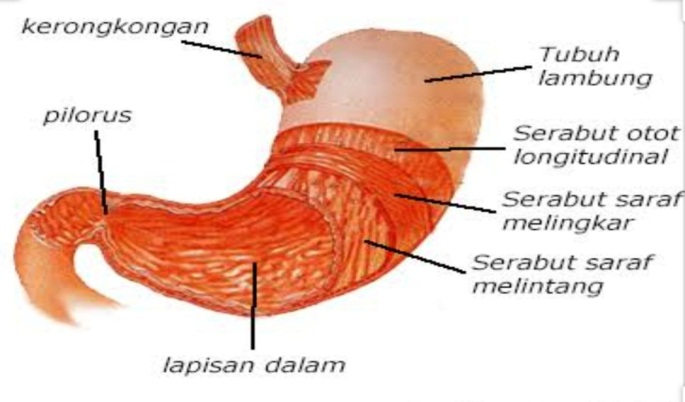 kerongkongan
Tubuh
lambung
pilorus
Serabut otot
longitudinal
Serabut saraf
melingkar
Serabut saraf
melintang
lapisan dalam